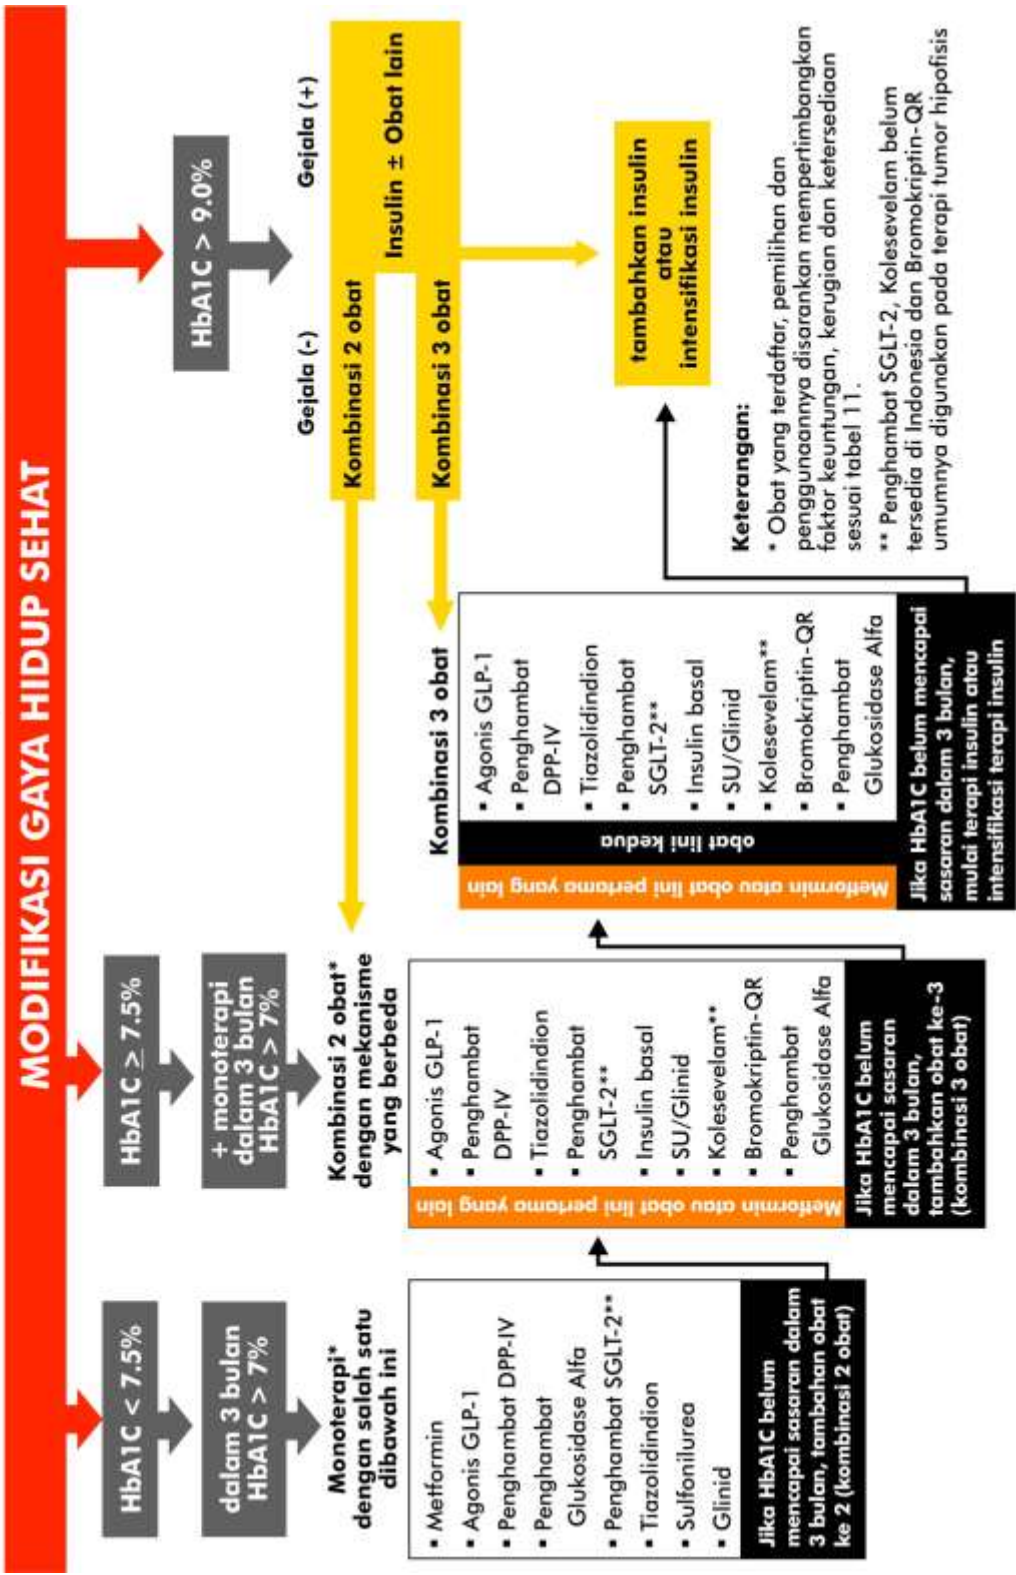 MODIFIKASI GAYA HIDUP SEHAT
HbA1C < 7.5%
dalam 3 bulan
HbA1C > 7%
Monoterapi*
dengan salah satu
dibawah ini
▪ Metformin
▪ Agonis GLP-1
▪ Penghambat DPP-IV
▪ Penghambat
Glukosidase Alfa
▪ Penghambat SGLT-2**
▪ Tiazolidindion
▪ Sulfonilurea
▪ Glinid
Jika HbA1C belum
mencapai sasaran dalam
3 bulan, tambahan obat
ke 2 (kombinasi 2 obat)
HbA1C ≥ 7.5%
+ monoterapi
dalam 3 bulan
HbA1C > 7%
Kombinasi 2 obat*
dengan mekanisme
yang berbeda
Metformin atau obat lini pertama yang lain
▪ Agonis GLP-1
▪ Penghambat
DPP-IV
▪ Tiazolidindion
▪ Penghambat
SGLT-2**
▪ Insulin basal
▪ SU/Glinid
▪ Kolesevelam**
▪ Bromokriptin-QR
▪ Penghambat
Glukosidase Alfa
Jika HbA1C belum
mencapai sasaran
dalam 3 bulan,
tambahkan obat ke-3
(kombinasi 3 obat)
Kombinasi 3 obat
Metformin atau obat lini pertama yang lain
obat lini kedua
▪ Agonis GLP-1
▪ Penghambat
DPP-IV
▪ Tiazolidindion
▪ Penghambat
SGLT-2**
▪ Insulin basal
▪ SU/Glinid
▪ Kolesevelam**
▪ Bromokriptin-QR
▪ Penghambat
Glukosidase Alfa
Jika HbA1C belum mencapai
sasaran dalam 3 bulan,
mulai terapi insulin atau
intensifikasi terapi insulin
HbA1C > 9.0%
Gejala (-)
Gejala (+)
Kombinasi 2 obat
Insulin ± Obat lain
Kombinasi 3 obat
tambahkan insulin
atau
intensifikasi insulin
Keterangan:
* Obat yang terdaftar, pemilihan dan
penggunaannya disarankan mempertimbangkan
faktor keuntungan, kerugian dan ketersediaan
sesuai tabel 11.
** Penghambat SGLT-2, Kolesevelam belum
tersedia di Indonesia dan Bromokriptin-QR
umumnya digunakan pada terapi tumor hipofisis